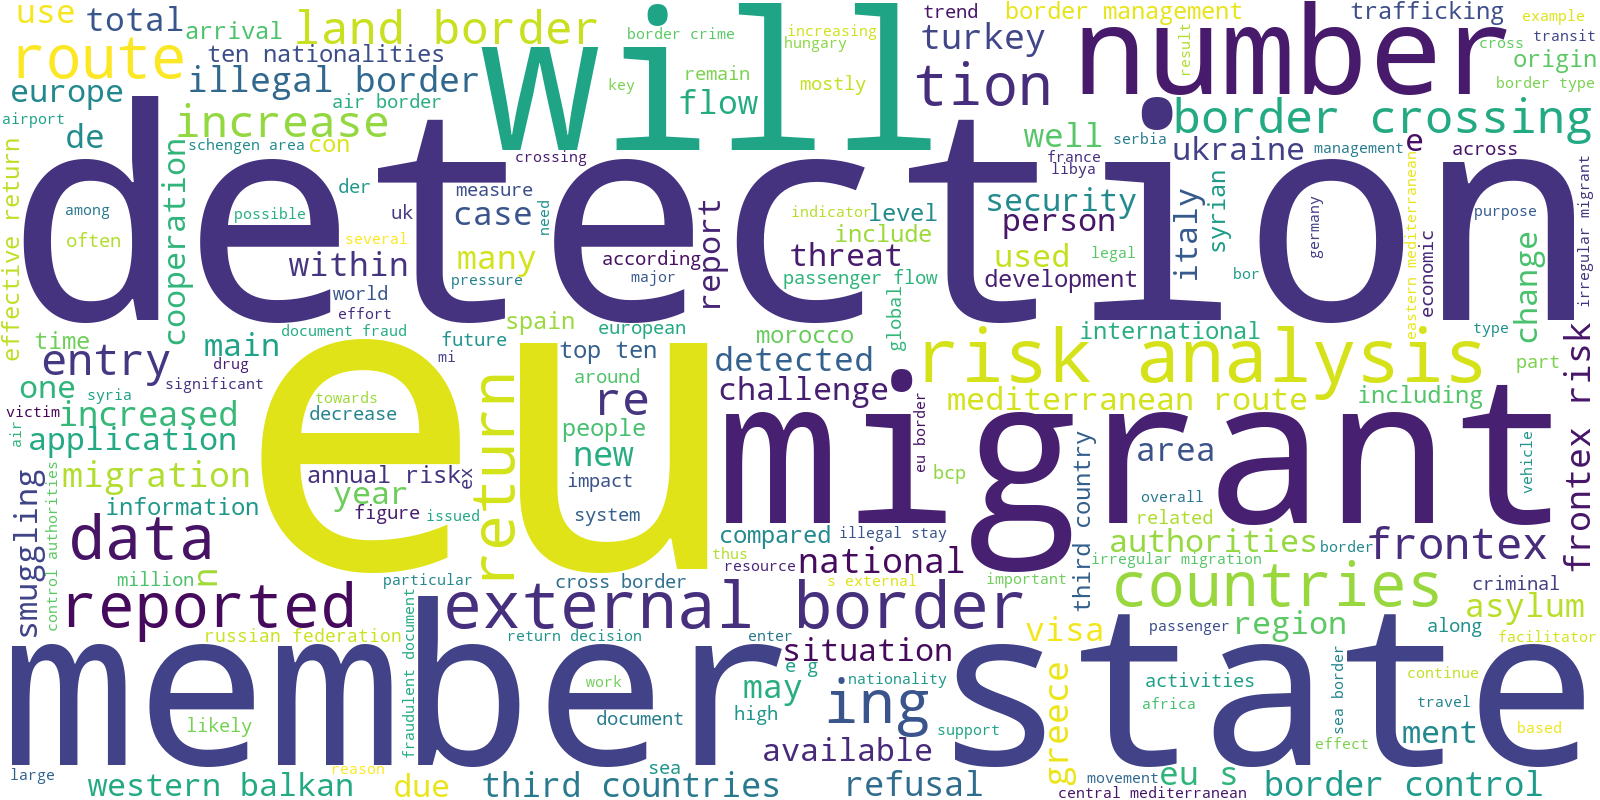 use
total
arrival
land border
will
border crime
increasing
hungary
trend
border management
trafficking
example
transit
route
ten nationalities
turkey
number
result
cross
origin
illegal border
remain
key
mostly
tion
border type
europe
air border
flow
airport
de
increase
border crossing
schengen area
con
crossing
well
serbia
ukraine
management
e
across
detection
france
libya
effective return
cooperation
der
measure
uk
case
need
among
possible
often
several
indicator
level
include
security
person
syrian
italy
germany
purpose
irregular migrant
eastern mediterranean
economic
change
within
many
according
report
threat
used
legal
world
pressure
major
passenger flow
development
bor
effort
time
document fraud
spain
european
morocco
global
international
type
future
main
top ten
detected
risk analysis
part
entry
drug
mi
eu
one
syria
significant
around
challenge
mediterranean route
including
frontex risk
towards
decrease
re
victim
increased
people
migrant
air
application
new
eu border
area
migration
annual risk
ex
return
impact
bcp
third country
vehicle
year
information
figure
issued
system
overall
related
smuggling
control authorities
data
compared
illegal stay
authorities
border
frontex
thus
resource
national
irregular migration
million
n
particular
cross border
s external
important
countries
criminal
reported
external border
asylum
russian federation
fraudulent document
return decision
enter
situation
visa
passenger
region
along
facilitator
member state
e g
nationality
work
may
ing
greece
activities
sea border
continue
likely
document
high
support
africa
travel
available
effect
based
ment
large
reason
sea
movement
western balkan
due
third countries
refusal
eu s
central mediterranean
border control